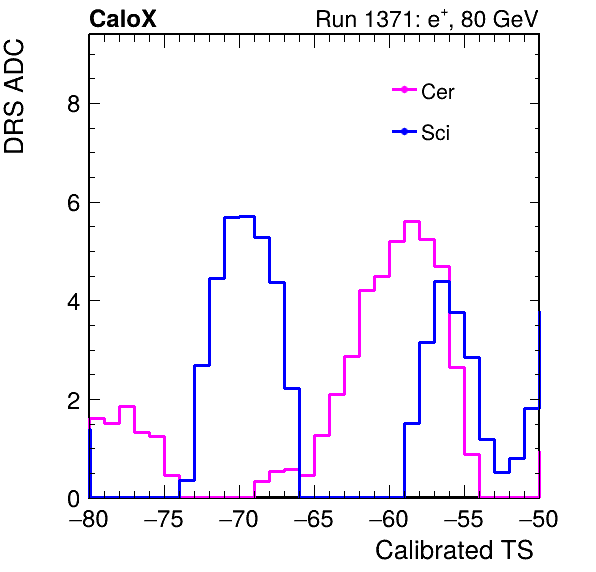 CaloX Run 1371: e⁺, 80 GeV
DRS ADC
Cer
Sci
8
6
4
2
0
−80 −75 −70 −65 −60 −55 −50
Calibrated TS